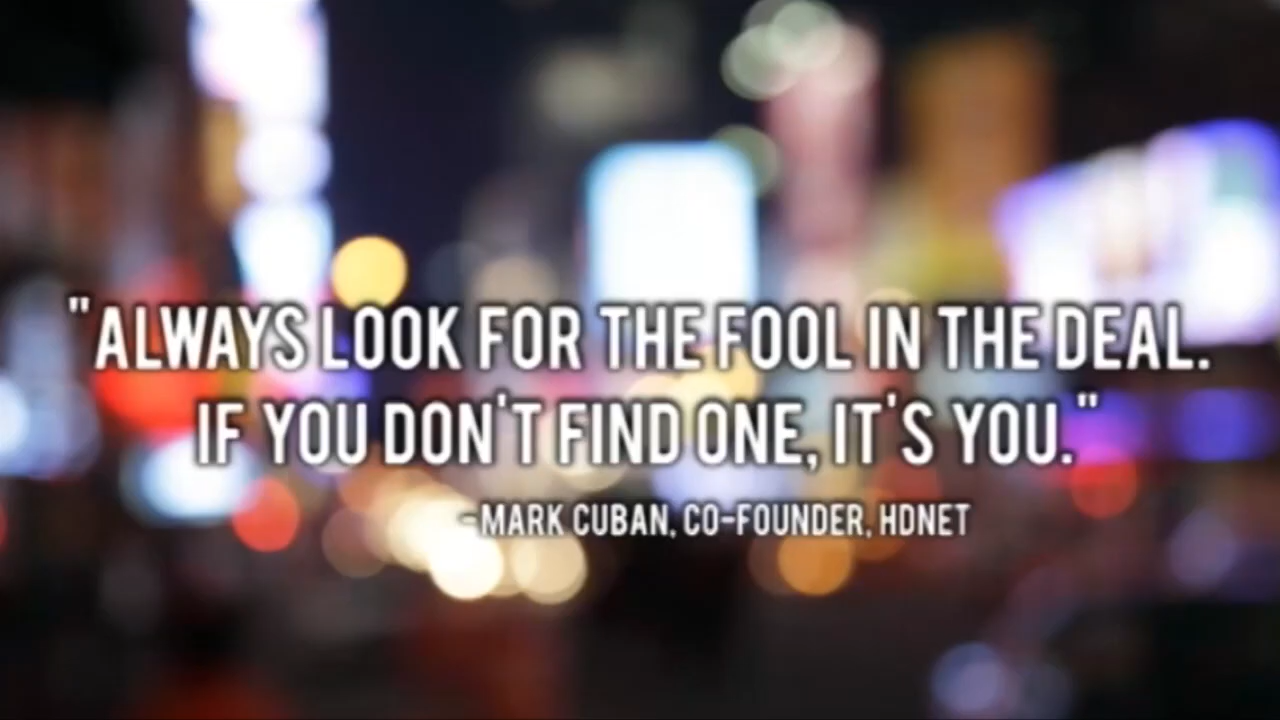 "ALWAYS LOOK FOR THE FOOL IN THE DEAL.
IF YOU DON'T FIND ONE, IT'S YOU."
-MARK CUBAN, CO-FOUNDER, HDNET